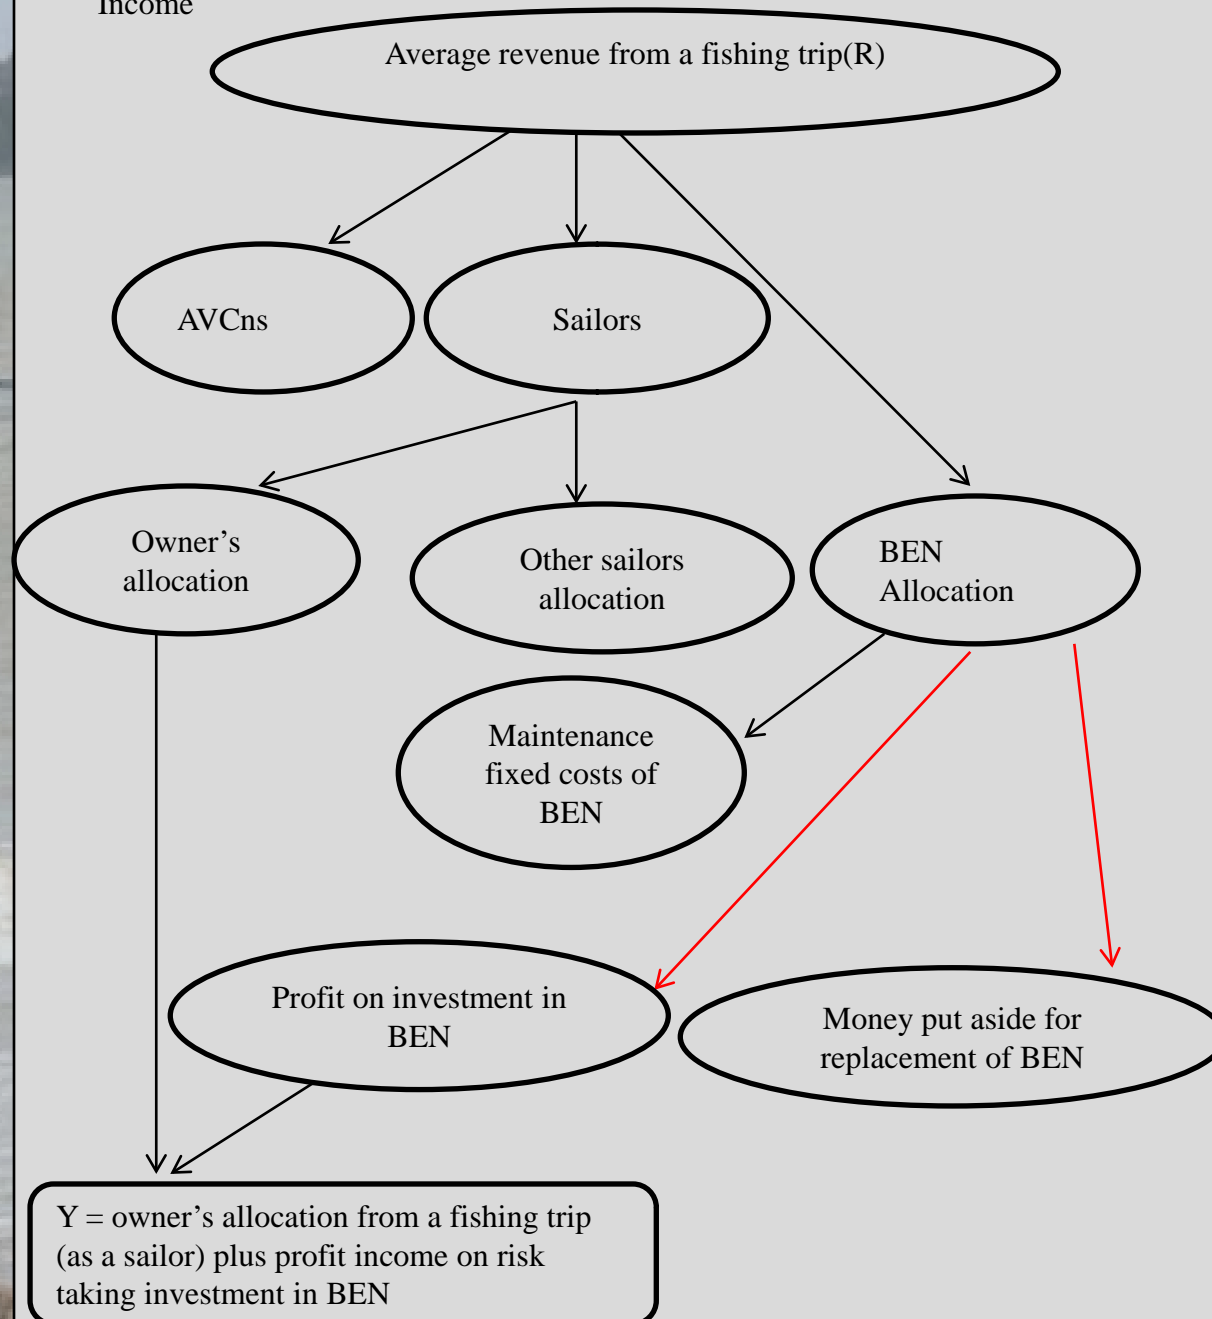 Income
Average revenue from a fishing trip(R)
AVCns
Sailors
Owner's
allocation
Other sailors
allocation
BEN
Allocation
Maintenance
fixed costs of
BEN
Profit on investment in
BEN
Money put aside for
replacement of BEN
Y = owner's allocation from a fishing trip
(as a sailor) plus profit income on risk
taking investment in BEN